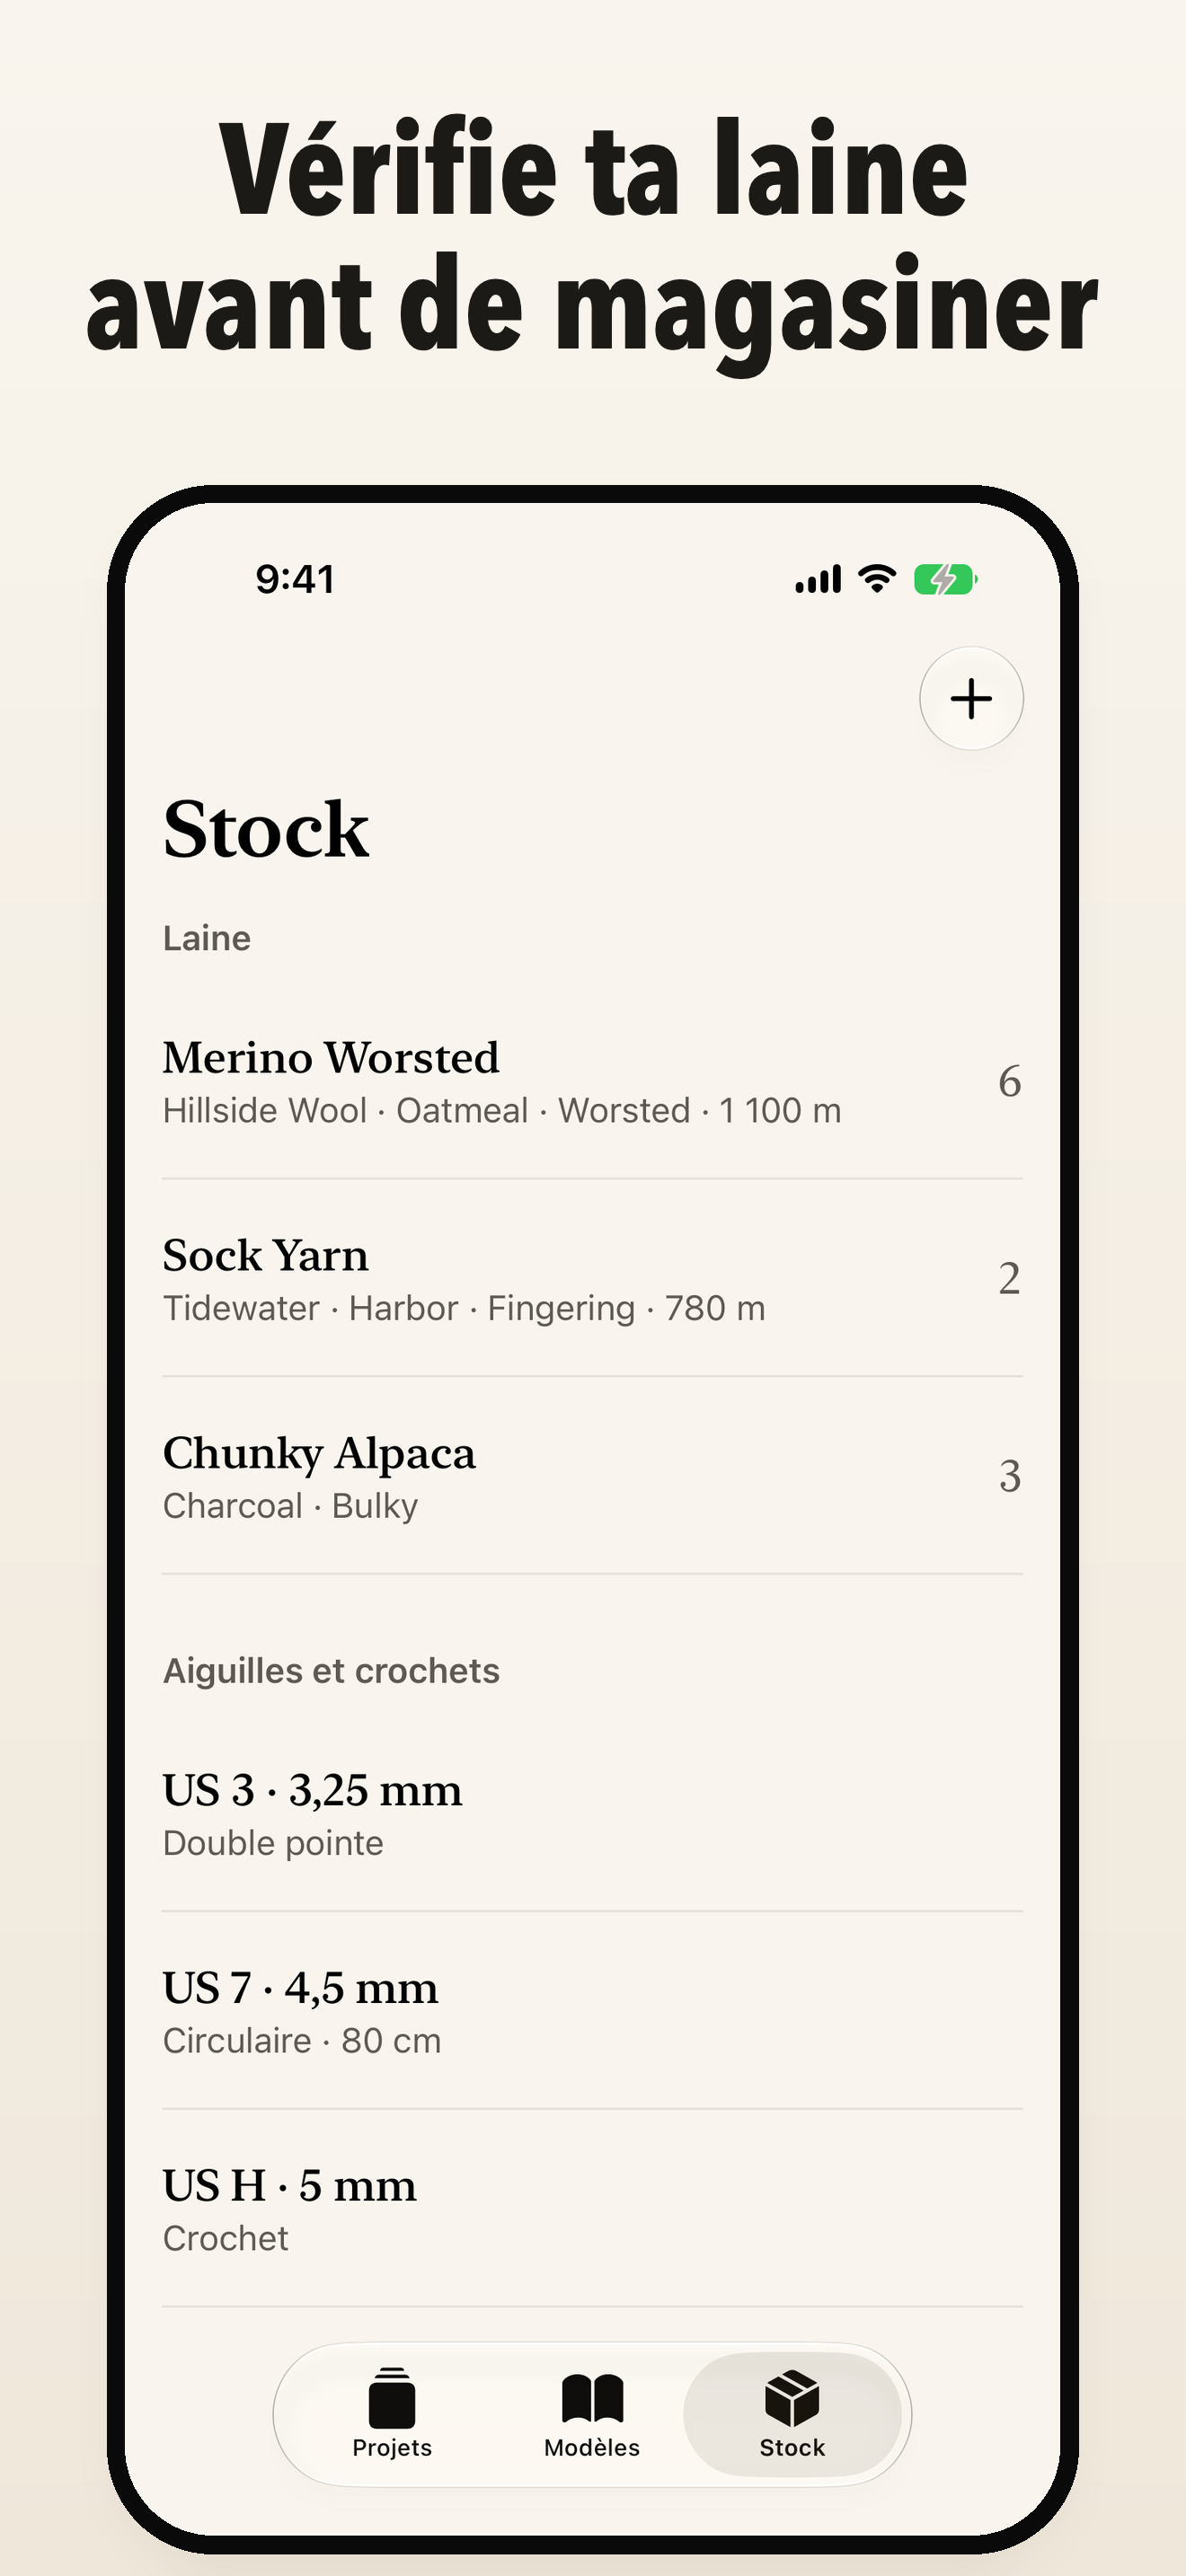 Vérifie ta laine
avant de magasiner
9:41
Stock
Laine
Merino Worsted
Hillside Wool · Oatmeal · Worsted · 1 100 m
6
Sock Yarn
Tidewater · Harbor · Fingering · 780 m
2
Chunky Alpaca
Charcoal · Bulky
3
Aiguilles et crochets
US 3 · 3,25 mm
Double pointe
US 7 · 4,5 mm
Circulaire · 80 cm
US H · 5 mm
Crochet
Projets
Modèles
Stock